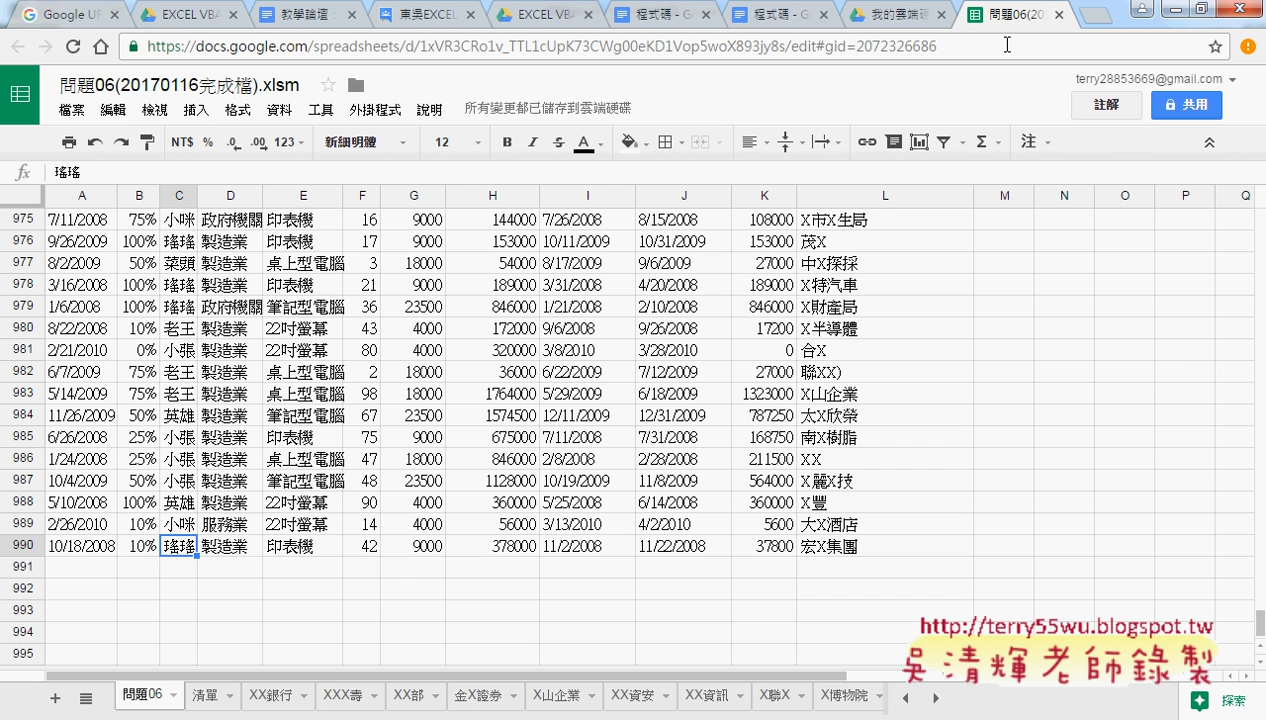 Google UF
EXCEL VBA
教學論壇
東吳EXCEL
EXCEL VBA
程式碼 - Go
程式碼 - G
我的雲端硬
問題06(20
https://docs.google.com/spreadsheets/d/1xVR3CRo1v_TTL1cUpK73CWg00eKD1Vop5woX893jy8s/edit#gid=2072326686
問題06(20170116完成檔).xlsm
terry28853669@gmail.com
檔案 編輯 檢視 插入 格式 資料 工具 外掛程式 說明 所有變更都已儲存到雲端硬碟
註解 共用
NT$ % .0 .00 123 新細明體 12 B I S A Σ 注
fx 瑤瑤
A B C D E F G H I J K L M N O P Q
975 7/11/2008 75% 小咪 政府機關 印表機 16 9000 144000 7/26/2008 8/15/2008 108000 X市X生局
976 9/26/2009 100% 瑤瑤 製造業 印表機 17 9000 153000 10/11/2009 10/31/2009 153000 茂X
977 8/2/2009 50% 菜頭 製造業 桌上型電腦 3 18000 54000 8/17/2009 9/6/2009 27000 中X探採
978 3/16/2008 100% 瑤瑤 製造業 印表機 21 9000 189000 3/31/2008 4/20/2008 189000 X特汽車
979 1/6/2008 100% 瑤瑤 政府機關 筆記型電腦 36 23500 846000 1/21/2008 2/10/2008 846000 X財產局
980 8/22/2008 10% 老王 製造業 22吋螢幕 43 4000 172000 9/6/2008 9/26/2008 17200 X半導體
981 2/21/2010 0% 小張 製造業 22吋螢幕 80 4000 320000 3/8/2010 3/28/2010 0 合X
982 6/7/2009 75% 老王 製造業 桌上型電腦 2 18000 36000 6/22/2009 7/12/2009 27000 聯XX)
983 5/14/2009 75% 老王 製造業 桌上型電腦 98 18000 1764000 5/29/2009 6/18/2009 1323000 X山企業
984 11/26/2009 50% 英雄 製造業 筆記型電腦 67 23500 1574500 12/11/2009 12/31/2009 787250 太X欣榮
985 6/26/2008 25% 小張 製造業 印表機 75 9000 675000 7/11/2008 7/31/2008 168750 南X樹脂
986 1/24/2008 25% 小張 製造業 桌上型電腦 47 18000 846000 2/8/2008 2/28/2008 211500 XX
987 10/4/2009 50% 小張 製造業 筆記型電腦 48 23500 1128000 10/19/2009 11/8/2009 564000 X麗X技
988 5/10/2008 100% 英雄 製造業 22吋螢幕 90 4000 360000 5/25/2008 6/14/2008 360000 X豐
989 2/26/2010 10% 小咪 服務業 22吋螢幕 14 4000 56000 3/13/2010 4/2/2010 5600 大X酒店
990 10/18/2008 10% 瑤瑤 製造業 印表機 42 9000 378000 11/2/2008 11/22/2008 37800 宏X集團
991
992
993
994
995
http://terry55wu.blogspot.tw
吳清輝老師錄製
問題06 清單 XX銀行 XXX壽 XX部 金X證券 X山企業 XX資安 XX資訊 X聯X X博物院 探索